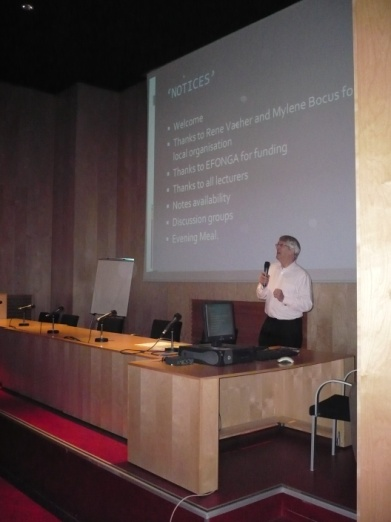 'NOTICES'
• Welcome
• Thanks to Rene Vaeher and Mylene Bocus fo
local organisation
• Thanks to EFONGA for funding
• Thanks to all lecturers
• Notes availability
• Discussion groups
• Evening Meal